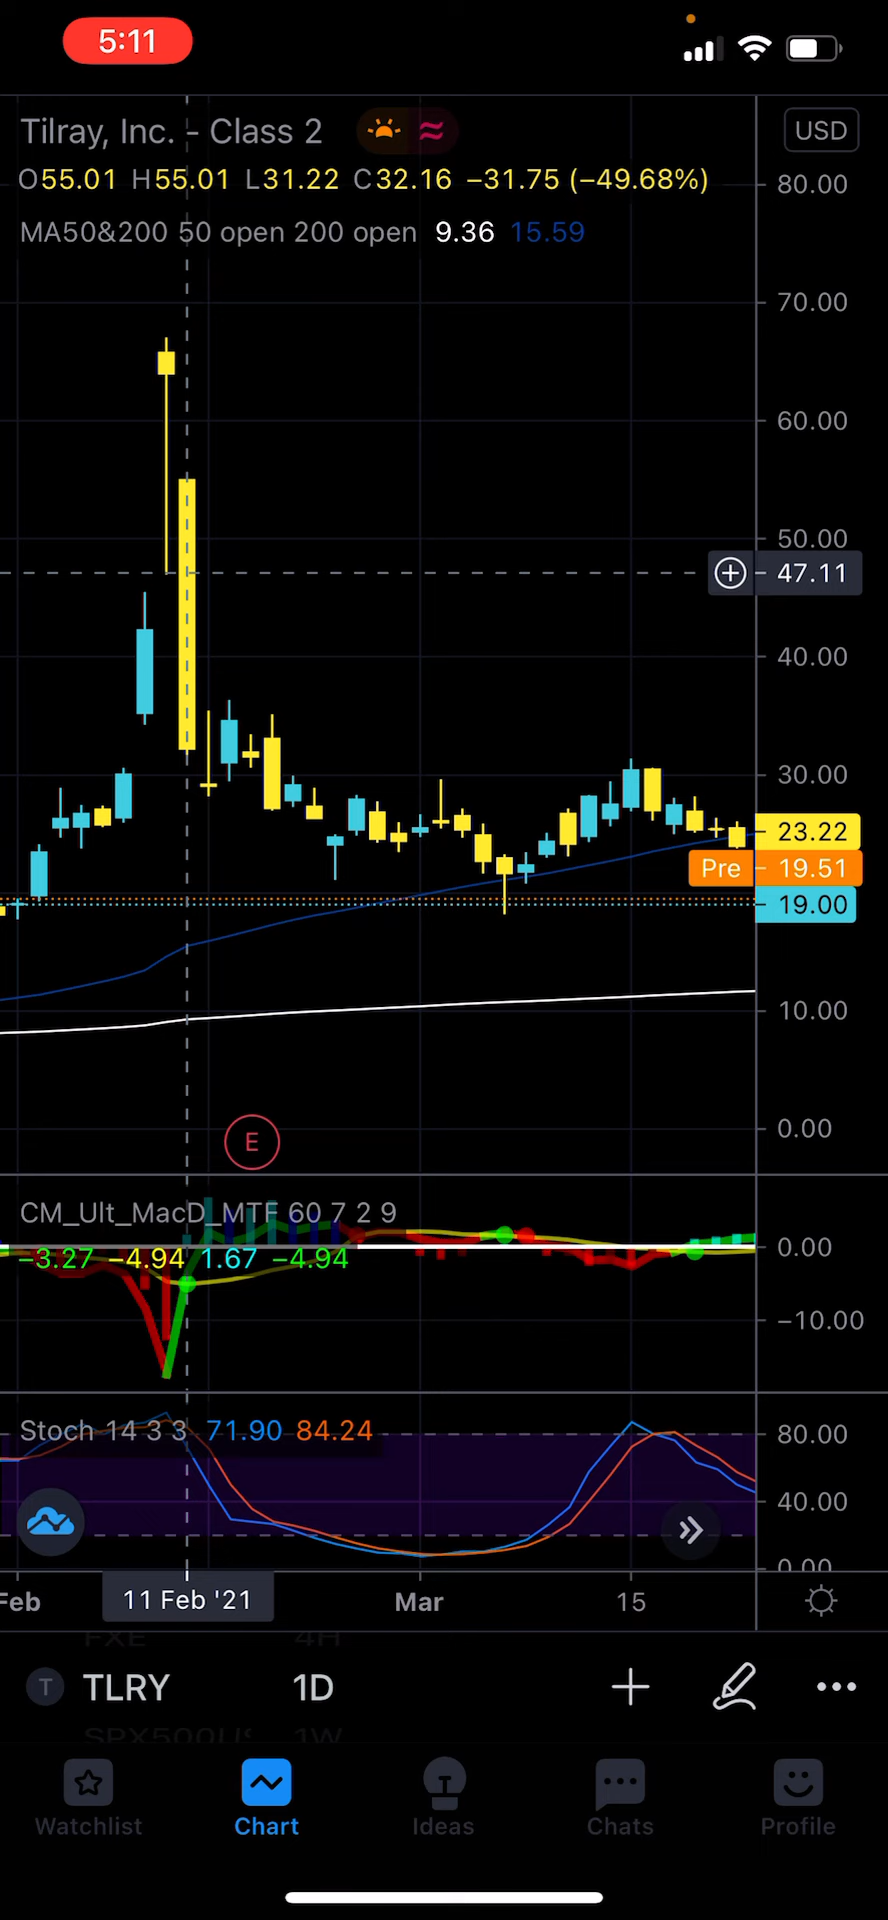 5:11
Tilray, Inc. - Class 2
USD
O55.01 H55.01 L31.22 C32.16 −31.75 (−49.68%)
MA50&200 50 open 200 open 9.36 15.59
80.00
70.00
60.00
50.00
47.11
40.00
30.00
23.22
Pre 19.51
19.00
10.00
0.00
E
CM_Ult_MacD_MTF 60 7 2 9
−3.27 −4.94 1.67 −4.94
0.00
−10.00
Stoch 14 3 3 71.90 84.24
80.00
40.00
0.00
Feb 11 Feb '21 Mar 15
FXE 4H
T TLRY 1D
1W
Watchlist Chart Ideas Chats Profile